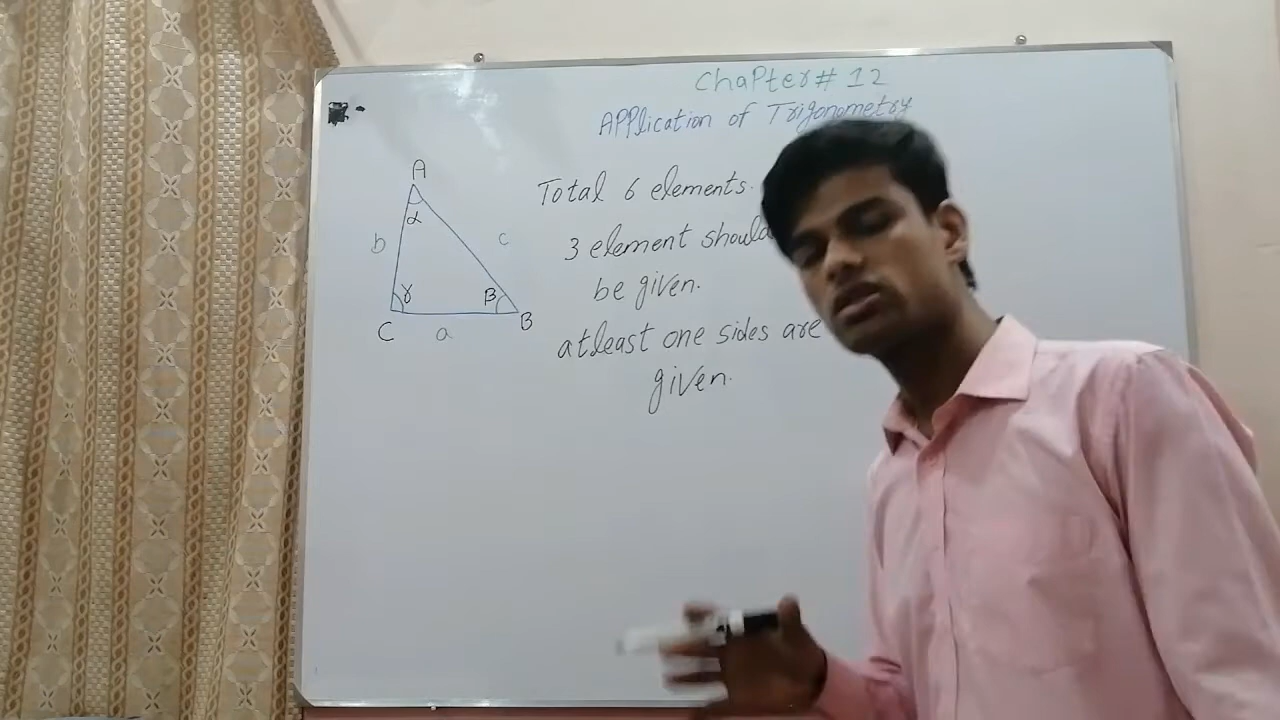 Chapter # 12
Application of Trigonometry
Total 6 elements.
3 element should
be given.
atleast one sides are
given.
A
α
b
c
γ
β
C
a
B